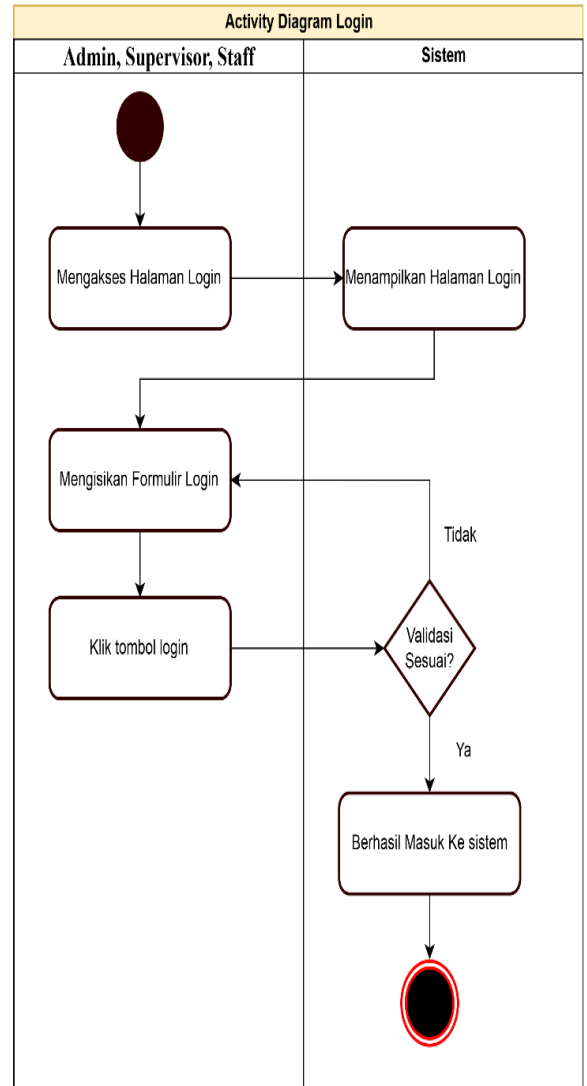 Activity Diagram Login
Admin, Supervisor, Staff
Sistem
Mengakses Halaman Login
Menampilkan Halaman Login
Mengisikan Formulir Login
Tidak
Klik tombol login
Validasi
Sesuai?
Ya
Berhasil Masuk Ke sistem